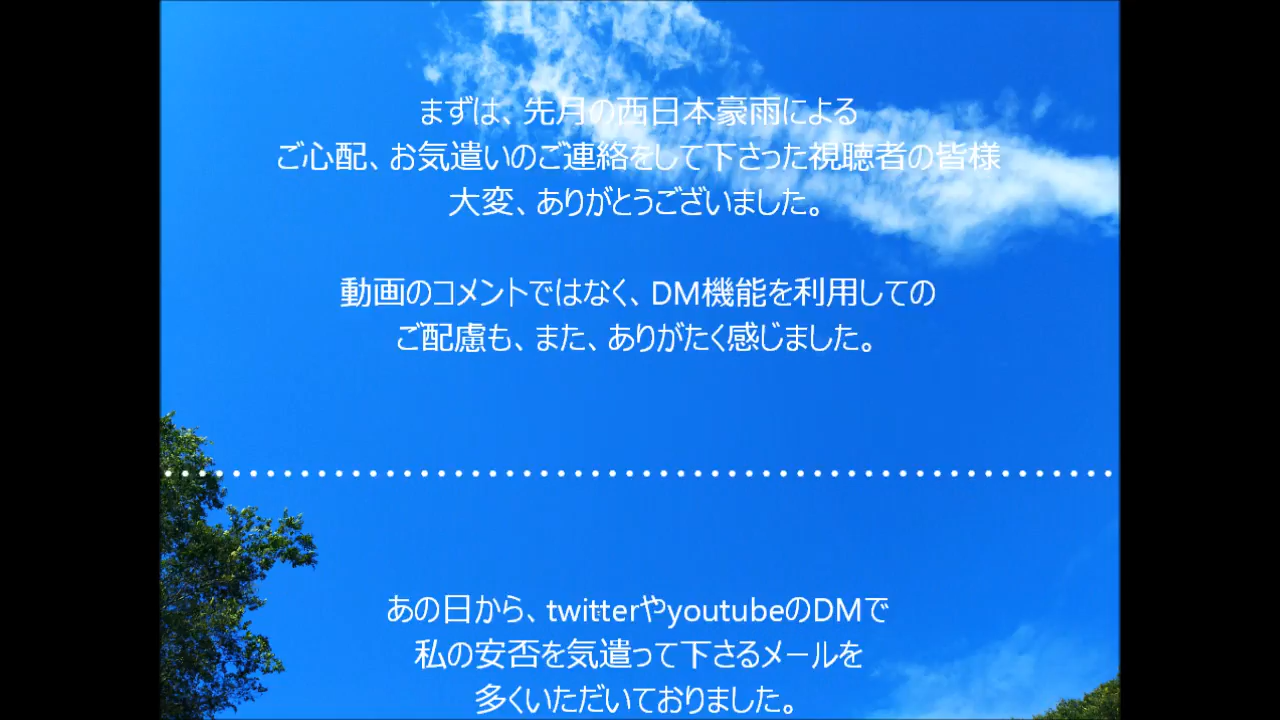 まずは、先月の西日本豪雨による
ご心配、お気遣いのご連絡をして下さった視聴者の皆様
大変、ありがとうございました。
動画のコメントではなく、DM機能を利用しての
ご配慮も、また、ありがたく感じました。
あの日から、twitterやyoutubeのDMで
私の安否を気遣って下さるメールを
多くいただいておりました。